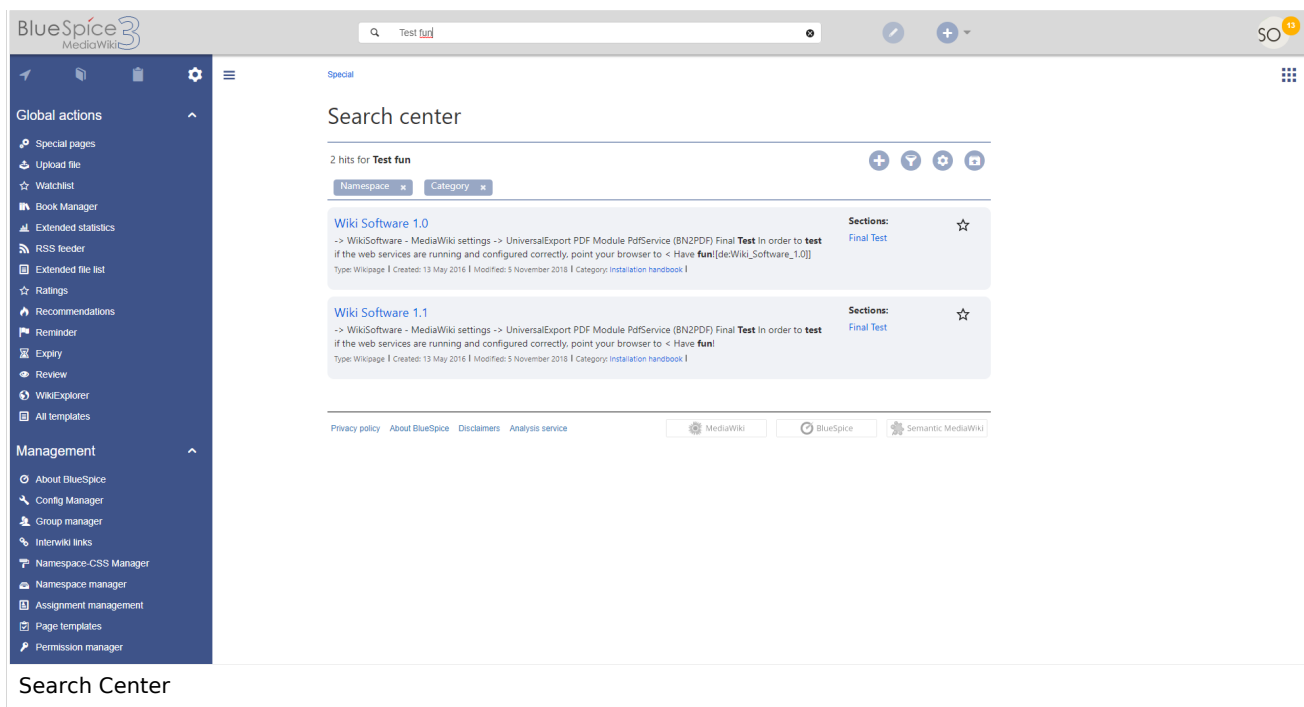 BlueSpice 3
MediaWiki
Test fun
SO
13
Special
Search center
2 hits for Test fun
Namespace x
Category x
Wiki Software 1.0
-> WikiSoftware - MediaWiki settings -> UniversalExport PDF Module PdfService (BN2PDF) Final Test In order to test
if the web services are running and configured correctly, point your browser to < Have fun![de:Wiki_Software_1.0]]
Type: Wikipage | Created: 13 May 2016 | Modified: 5 November 2018 | Category: Installation handbook |
Sections:
Final Test
Wiki Software 1.1
-> WikiSoftware - MediaWiki settings -> UniversalExport PDF Module PdfService (BN2PDF) Final Test In order to test
if the web services are running and configured correctly, point your browser to < Have fun!
Type: Wikipage | Created: 13 May 2016 | Modified: 5 November 2018 | Category: Installation handbook |
Sections:
Final Test
Privacy policy About BlueSpice Disclaimers Analysis service
MediaWiki
BlueSpice
Semantic MediaWiki
Global actions
Special pages
Upload file
Watchlist
Book Manager
Extended statistics
RSS feeder
Extended file list
Ratings
Recommendations
Reminder
Expiry
Review
WikiExplorer
All templates
Management
About BlueSpice
Config Manager
Group manager
Interwiki links
Namespace-CSS Manager
Namespace manager
Assignment management
Page templates
Permission manager
Search Center